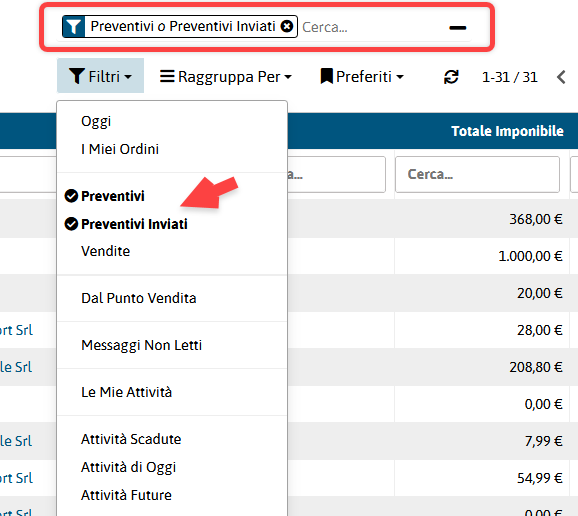 Preventivi o Preventivi Inviati Cerca...
Filtri Raggruppa Per Preferiti 1-31 / 31
Totale Imponibile
Oggi
I Miei Ordini
a... Cerca...
Preventivi
368,00 €
Preventivi Inviati
Vendite
1.000,00 €
Dal Punto Vendita
20,00 €
ort Srl 28,00 €
Messaggi Non Letti
le Srl 208,80 €
Le Mie Attività
0,00 €
Attività Scadute
le Srl 7,99 €
Attività di Oggi
ort Srl 54,99 €
Attività Future
0,00 €